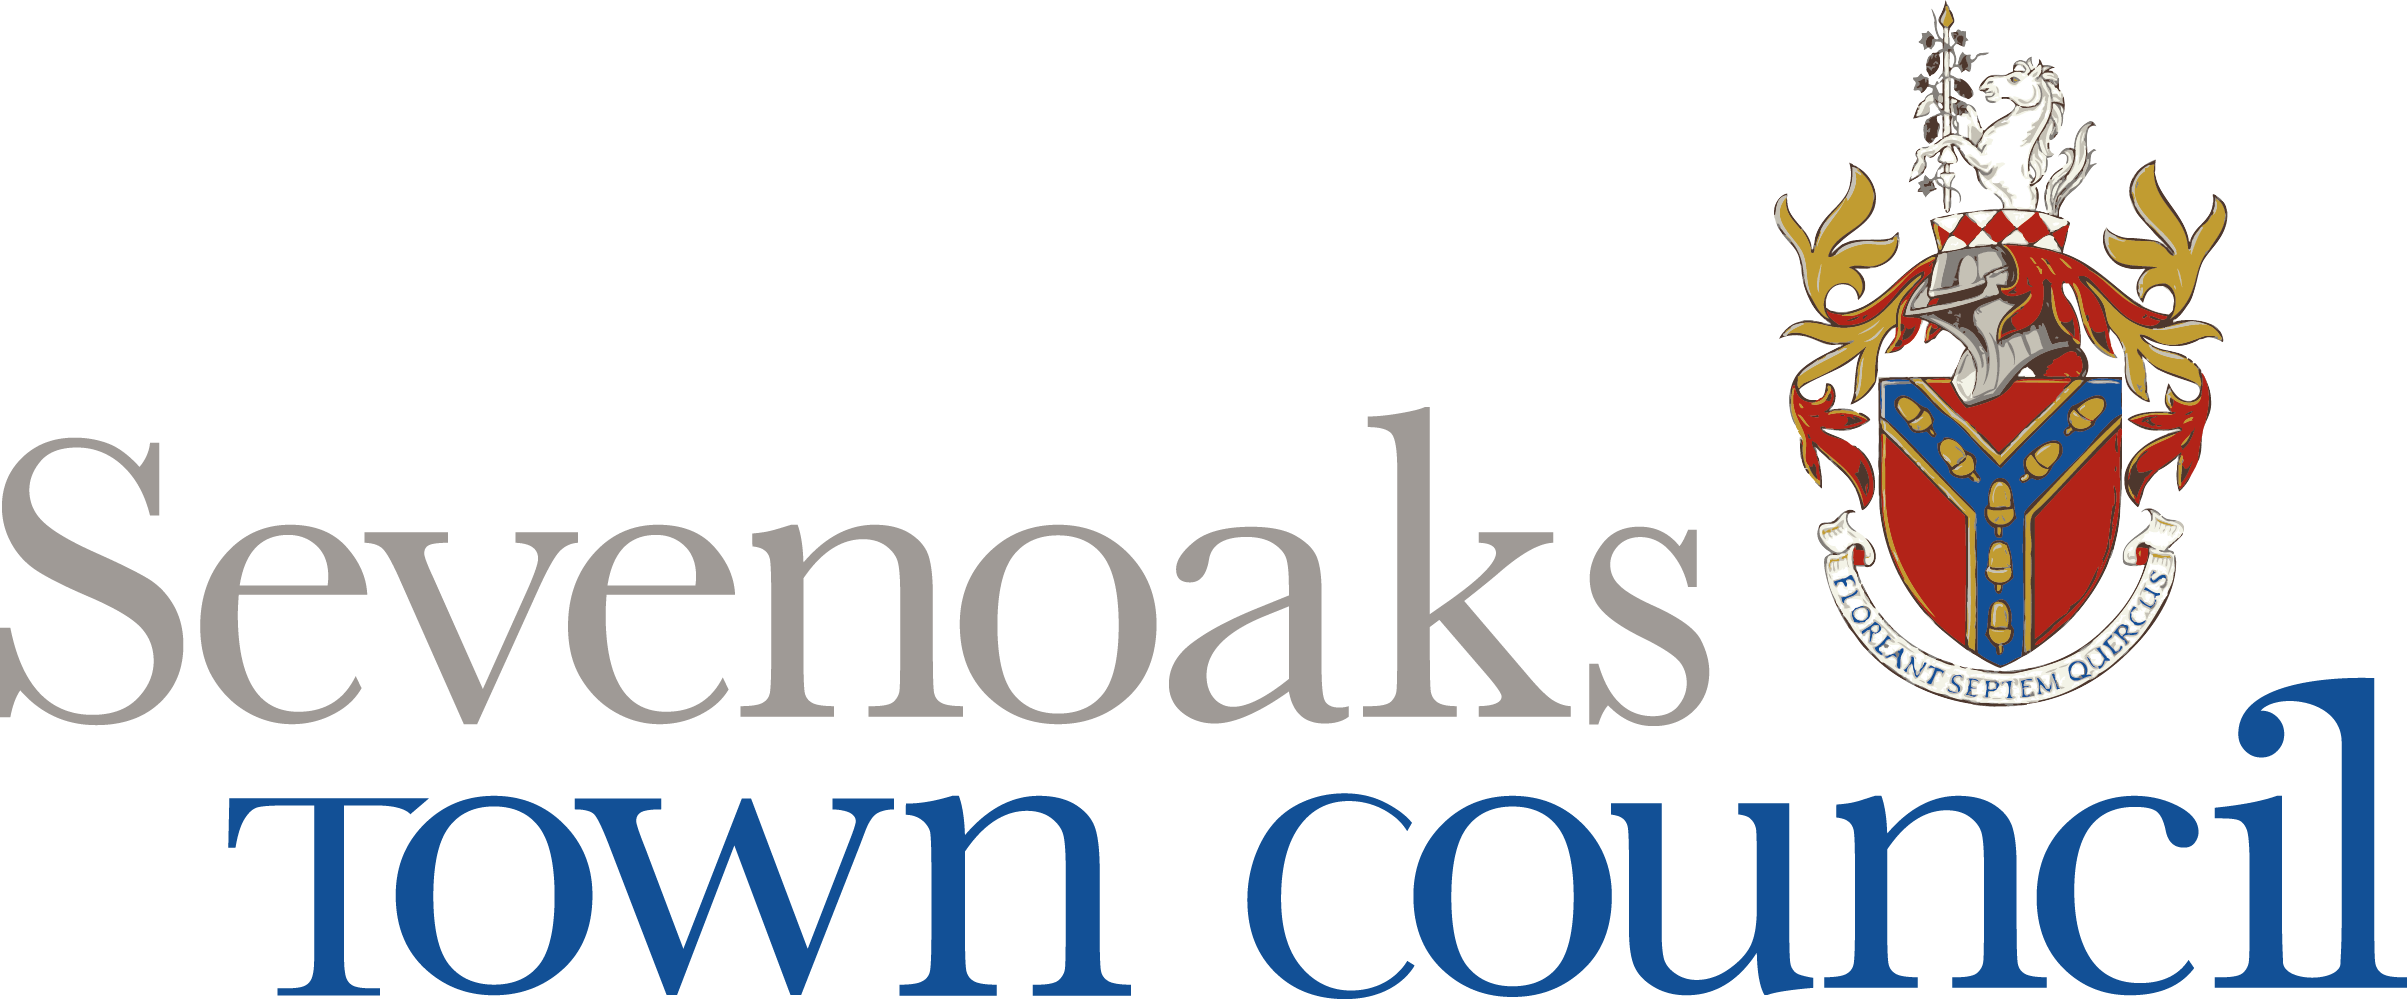 Sevenoaks
TOWN COUNCIL
FLOREANT SEPTEM QUERCUS